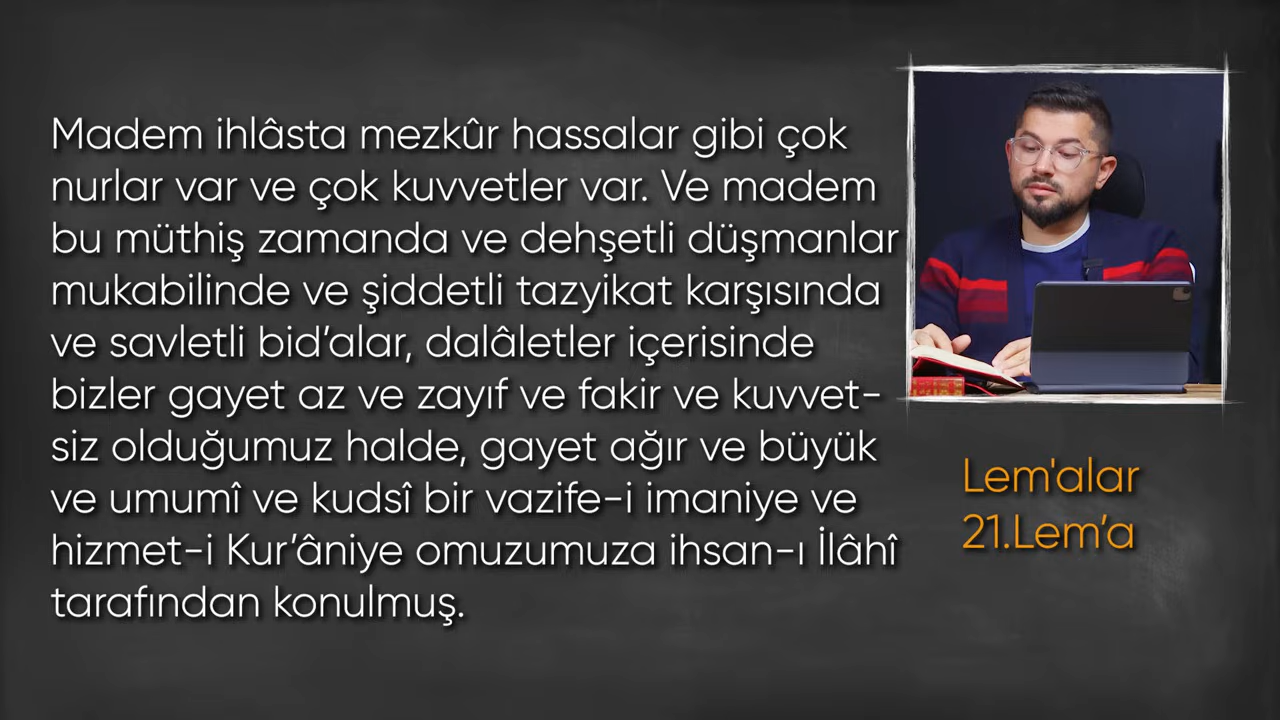 Madem ihlâsta mezkûr hassalar gibi çok
nurlar var ve çok kuvvetler var. Ve madem
bu müthiş zamanda ve dehşetli düşmanlar
mukabilinde ve şiddetli tazyikat karşısında
ve savletli bid’alar, dalâletler içerisinde
bizler gayet az ve zayıf ve fakir ve kuvvet-
siz olduğumuz halde, gayet ağır ve büyük
ve umumî ve kudsî bir vazife-i imaniye ve
hizmet-i Kur’âniye omuzumuza ihsan-ı İlâhî
tarafından konulmuş.
Lem'alar
21.Lem’a